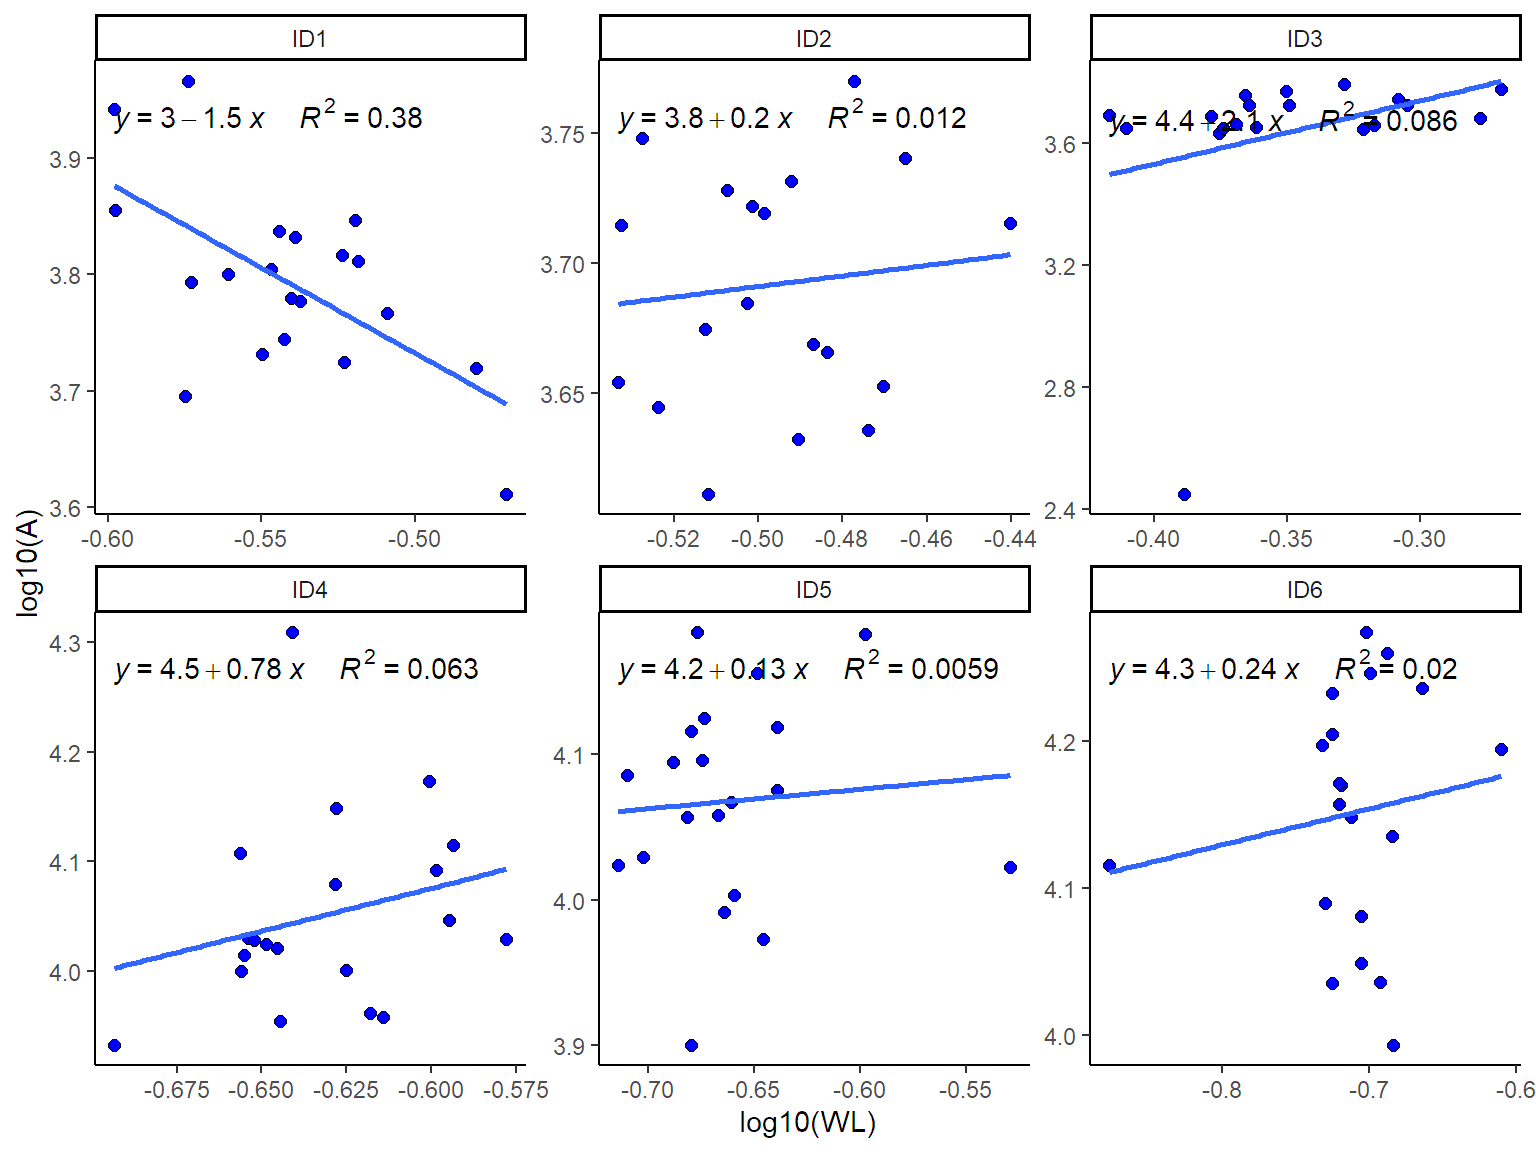 ID1
ID2
ID3
y = 3 − 1.5 x R² = 0.38
y = 3.8 + 0.2 x R² = 0.012
y = 4.4 + 2.1 x R² = 0.086
3.9
3.8
3.7
3.6
3.75
3.70
3.65
3.6
3.2
2.8
2.4
-0.60 -0.55 -0.50
-0.52 -0.50 -0.48 -0.46 -0.44
-0.40 -0.35 -0.30
log10(A)
ID4
ID5
ID6
y = 4.5 + 0.78 x R² = 0.063
y = 4.2 + 0.13 x R² = 0.0059
y = 4.3 + 0.24 x R² = 0.02
4.3
4.2
4.1
4.0
4.1
4.0
3.9
4.2
4.1
4.0
-0.675 -0.650 -0.625 -0.600 -0.575
-0.70 -0.65 -0.60 -0.55
-0.8 -0.7 -0.6
log10(WL)